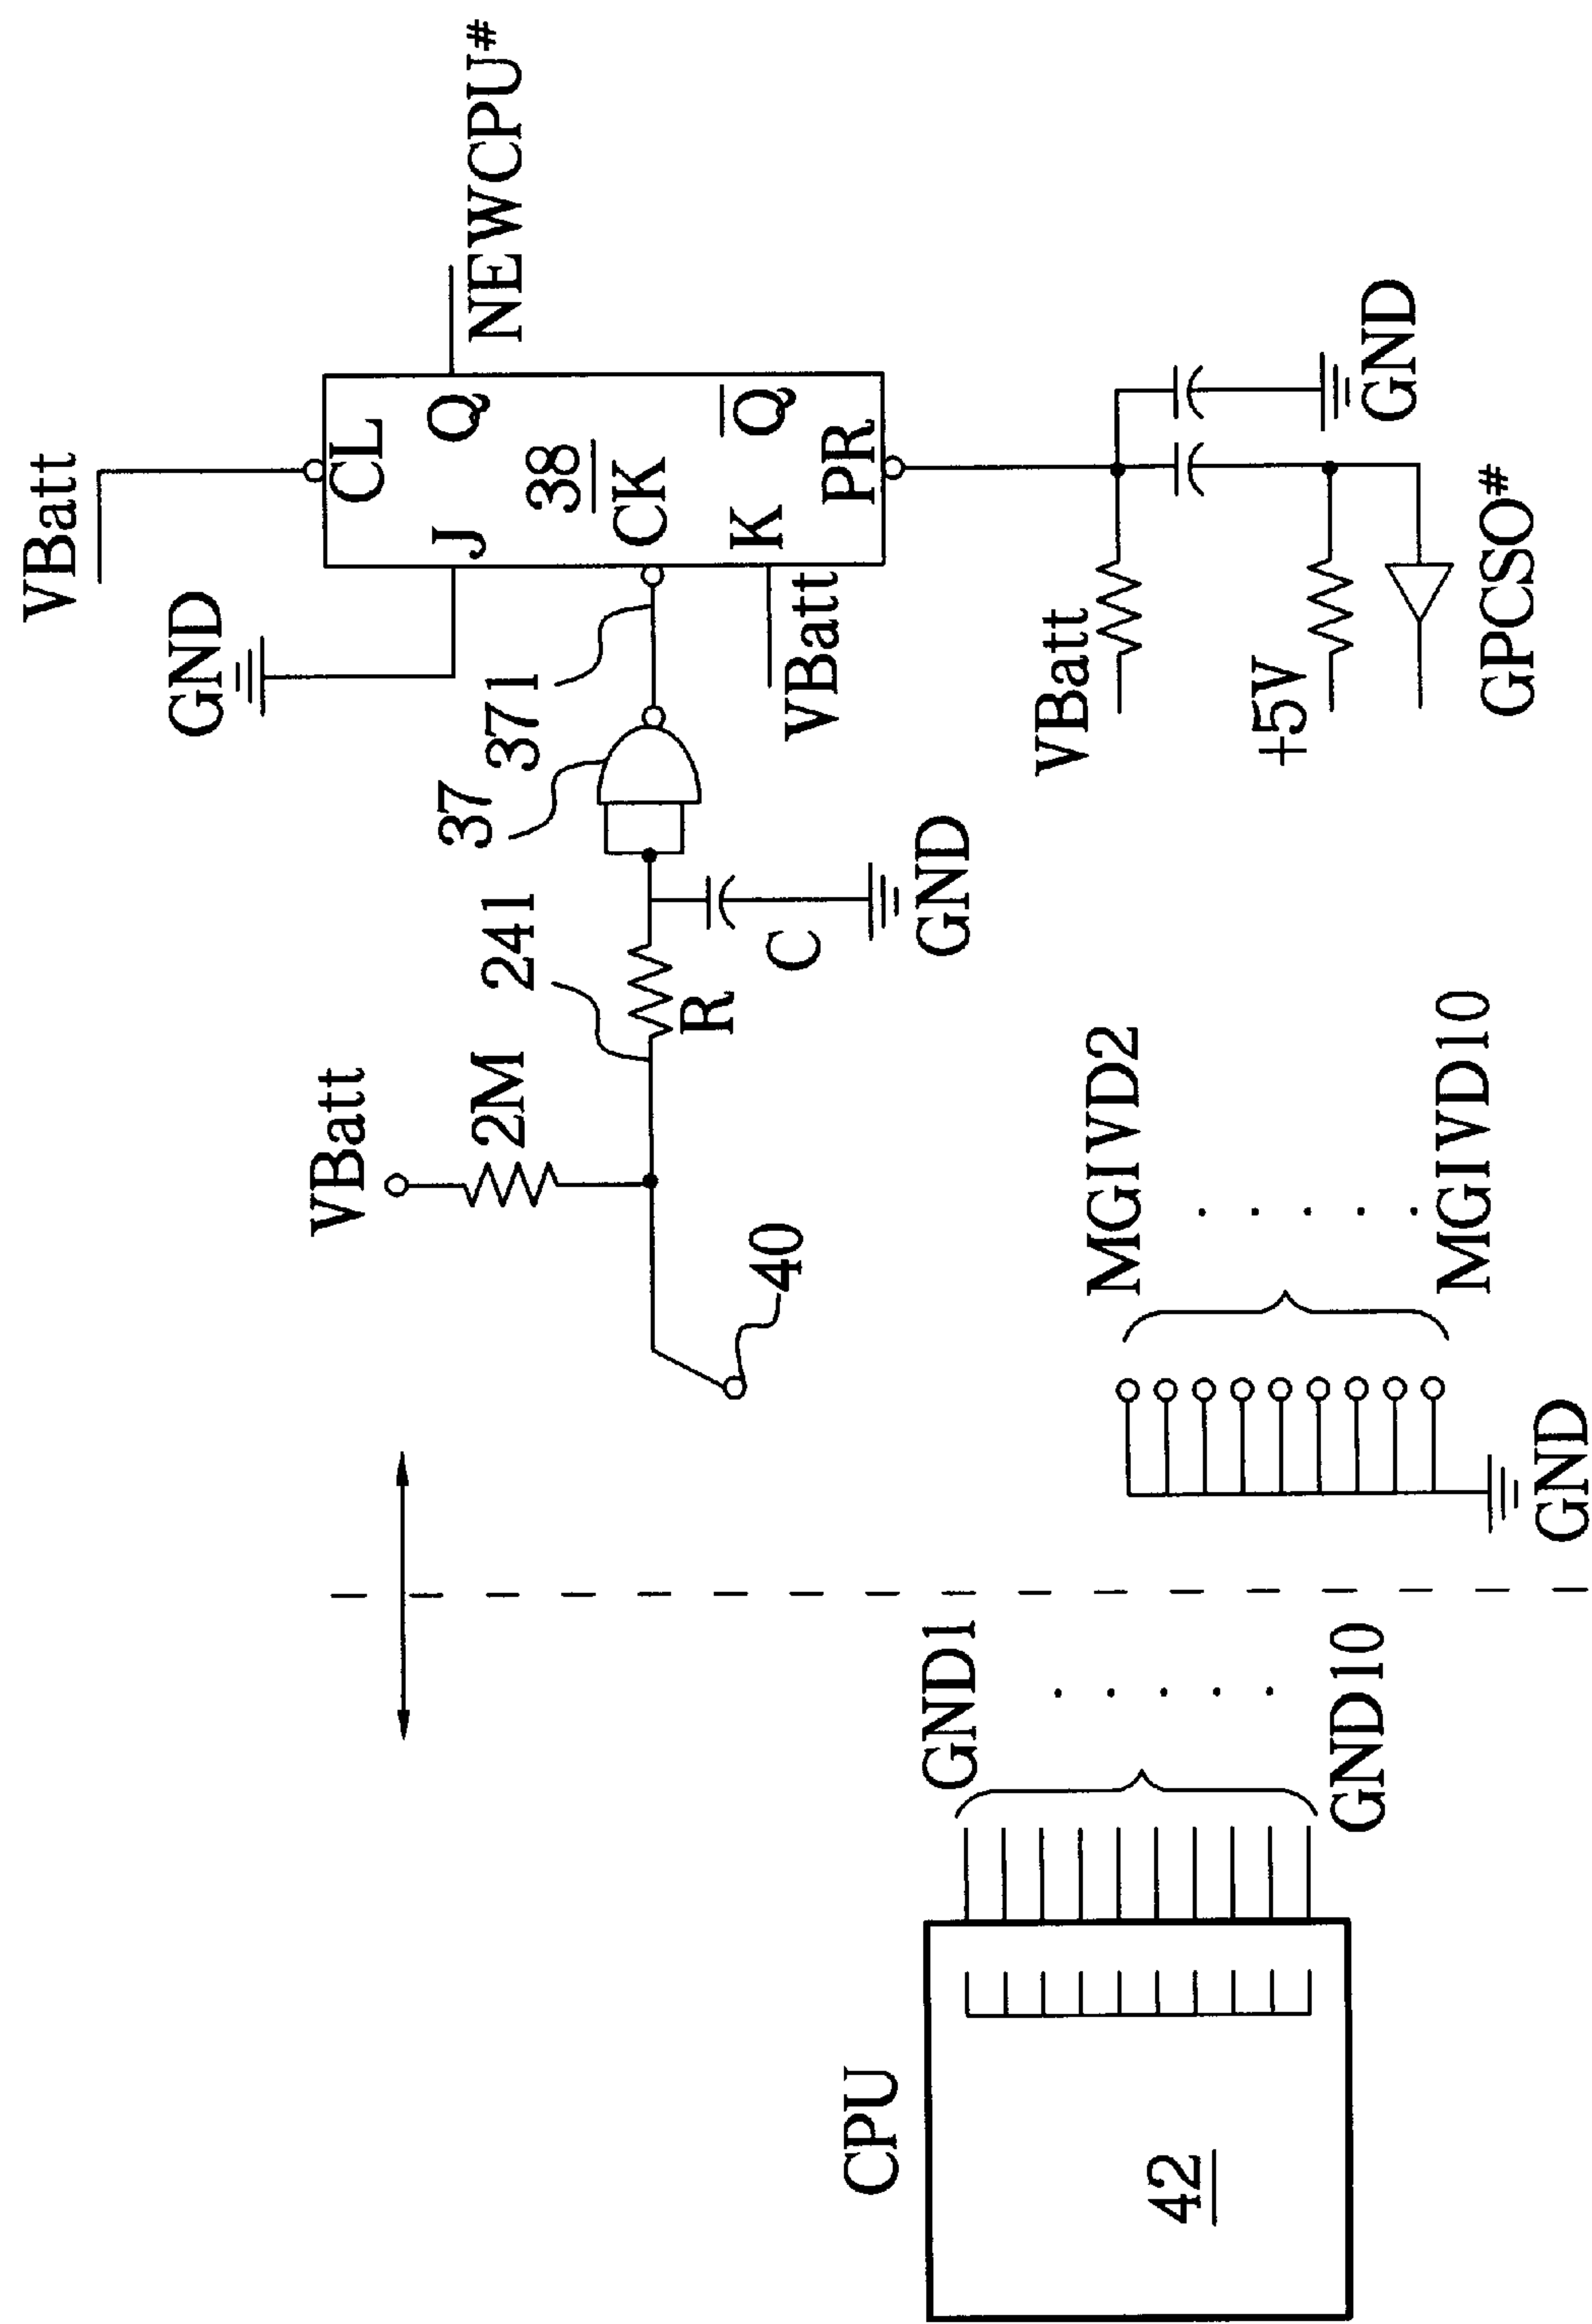 VBatt
GND
J
CL
Q
NEWCPU#
38
CK
K
Q
PR
VBatt
37
371
VBatt
2M
241
R
C
GND
40
VBatt
+5V
GPCSO#
GND
MGIVD2
MGIVD10
GND
GND1
GND10
CPU
42